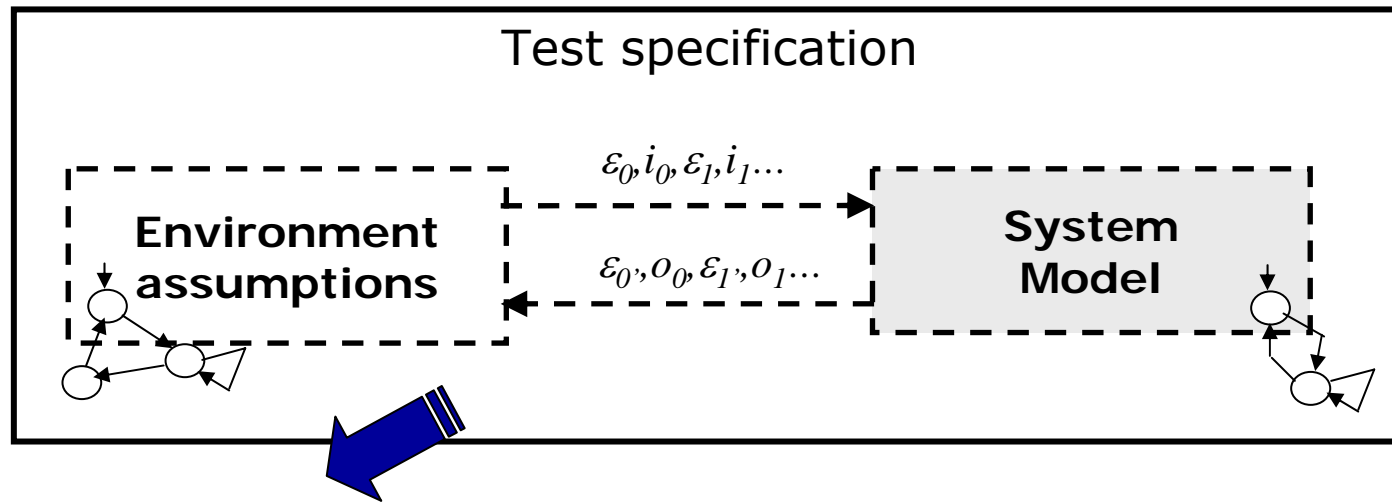 Test specification
ε0,i0,ε1,i1...
Environment
assumptions
System
Model
ε0’,o0,ε1’,o1...